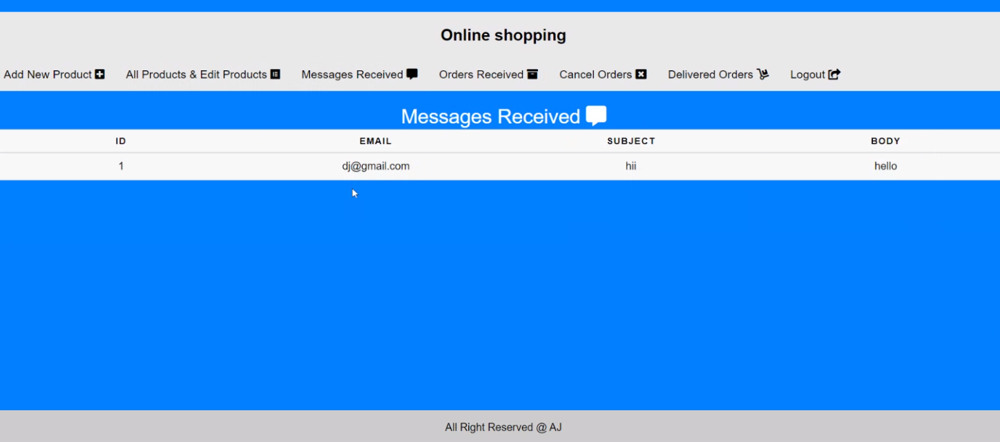 Online shopping
Add New Product All Products & Edit Products Messages Received Orders Received Cancel Orders Delivered Orders Logout
Messages Received
ID EMAIL SUBJECT BODY
1 dj@gmail.com hii hello
All Right Reserved @ AJ